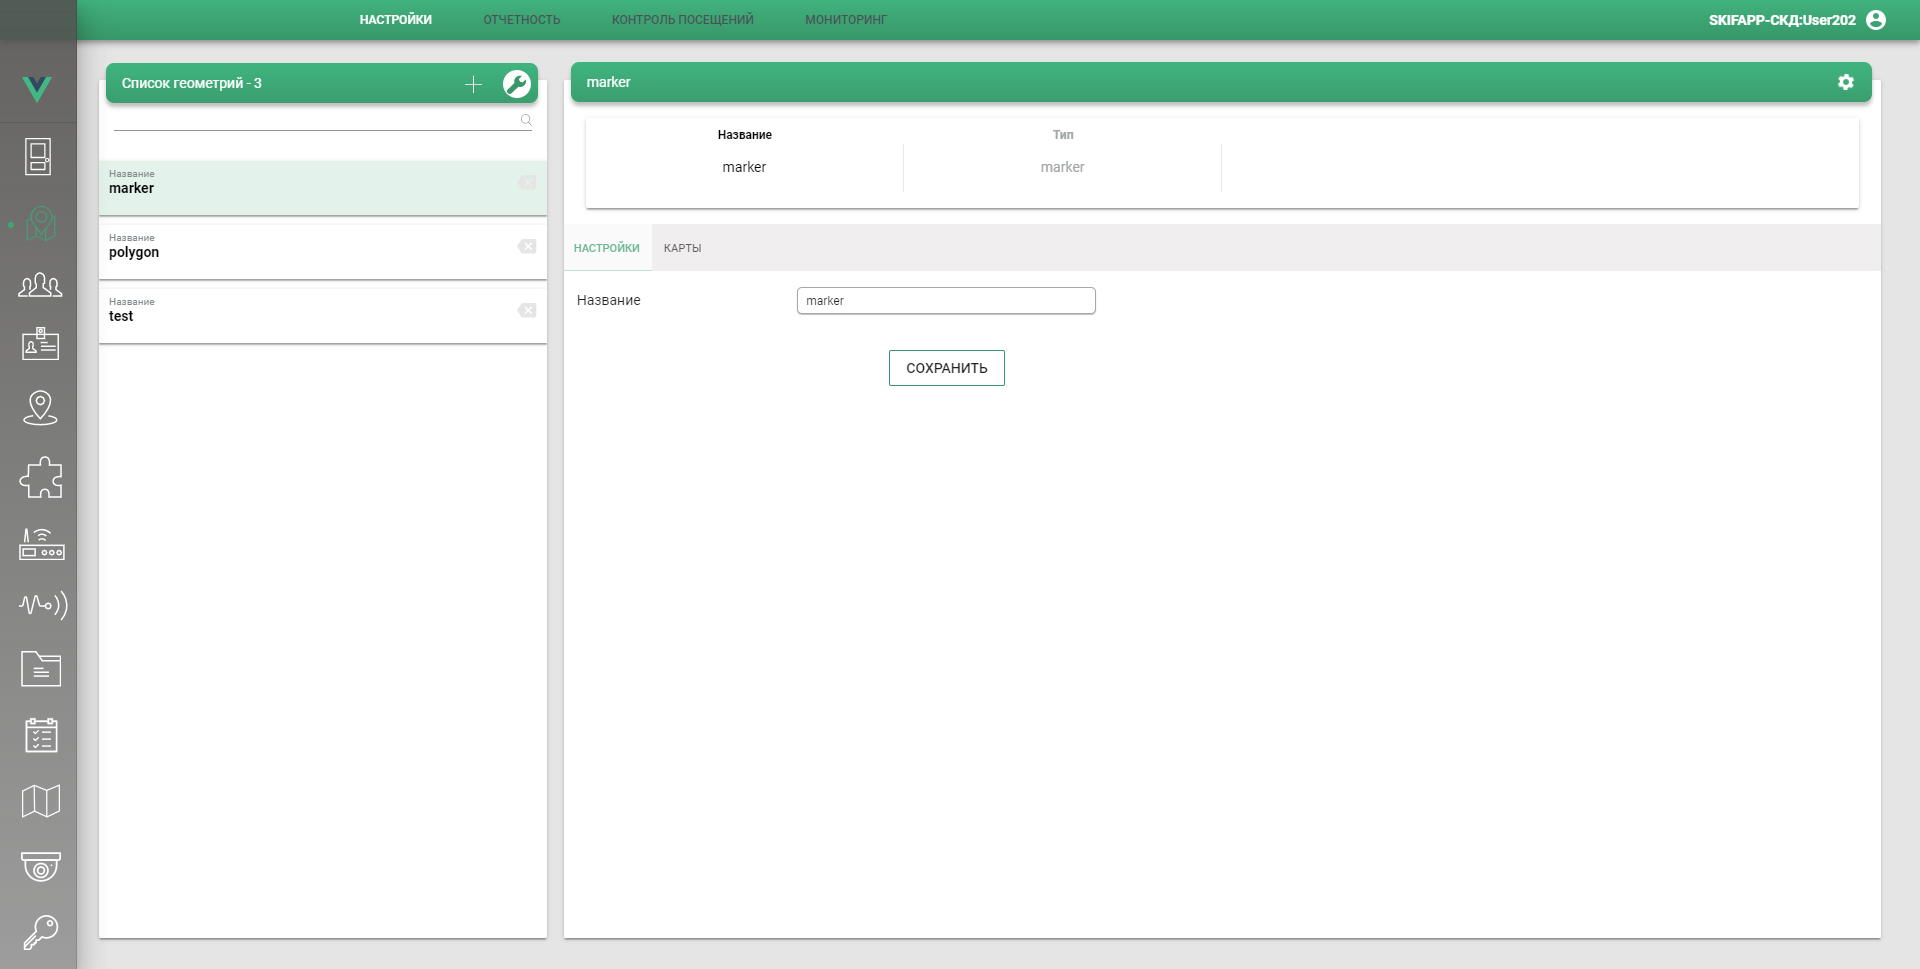 НАСТРОЙКИ ОТЧЕТНОСТЬ КОНТРОЛЬ ПОСЕЩЕНИЙ МОНИТОРИНГ SKIFAPP-СКД:User202
Список геометрий - 3
Название
marker
Название
polygon
Название
test
marker
Название Тип
marker marker
НАСТРОЙКИ КАРТЫ
Название marker
СОХРАНИТЬ